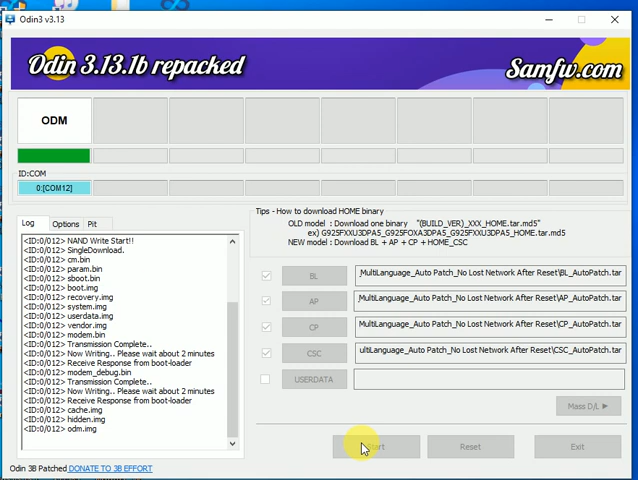 Odin3 v3.13
Odin 3.13.1b repacked
Samfw.com
ODM
ID:COM
0:[COM12]
Log
Options
Pit
<ID:0/012> NAND Write Start!!
<ID:0/012> SingleDownload.
<ID:0/012> cm.bin
<ID:0/012> param.bin
<ID:0/012> sboot.bin
<ID:0/012> boot.img
<ID:0/012> recovery.img
<ID:0/012> system.img
<ID:0/012> userdata.img
<ID:0/012> vendor.img
<ID:0/012> modem.bin
<ID:0/012> Transmission Complete..
<ID:0/012> Now Writing.. Please wait about 2 minutes
<ID:0/012> Receive Response from boot-loader
<ID:0/012> modem_debug.bin
<ID:0/012> Transmission Complete..
<ID:0/012> Now Writing.. Please wait about 2 minutes
<ID:0/012> Receive Response from boot-loader
<ID:0/012> cache.img
<ID:0/012> hidden.img
<ID:0/012> odm.img
Tips - How to download HOME binary
OLD model : Download one binary "(BUILD_VER)_XXX_HOME.tar.md5"
ex) G925FXXU3DPA5_G925FOXA3DPA5_G925FXXU3DPA5_HOME.tar.md5
NEW model : Download BL + AP + CP + HOME_CSC
BL
MultiLanguage_Auto Patch_No Lost Network After Reset\BL_AutoPatch.tar
AP
MultiLanguage_Auto Patch_No Lost Network After Reset\AP_AutoPatch.tar
CP
MultiLanguage_Auto Patch_No Lost Network After Reset\CP_AutoPatch.tar
CSC
ultiLanguage_Auto Patch_No Lost Network After Reset\CSC_AutoPatch.tar
USERDATA
Mass D/L ►
Start
Reset
Exit
Odin 3B Patched DONATE TO 3B EFFORT